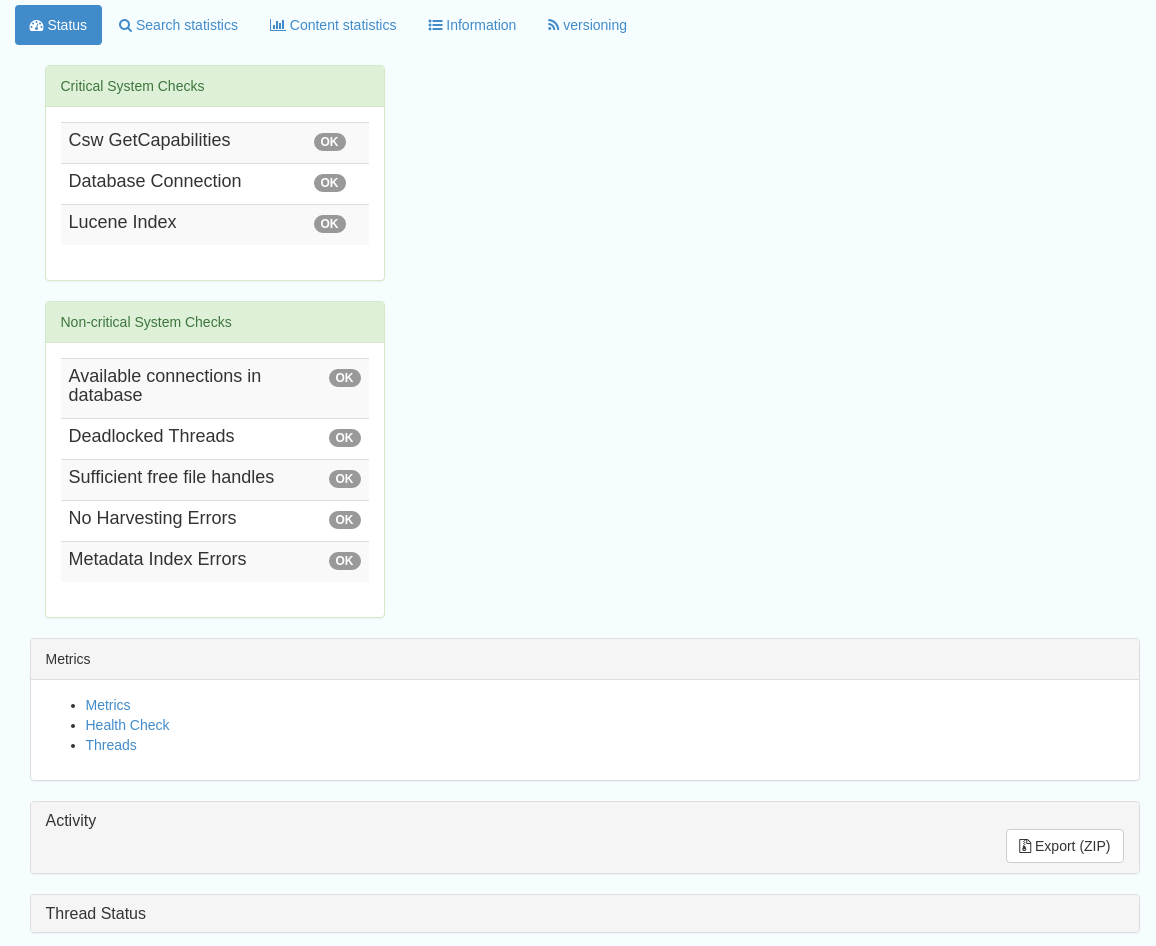 Status Search statistics Content statistics Information versioning
Critical System Checks
Csw GetCapabilities OK
Database Connection OK
Lucene Index OK
Non-critical System Checks
Available connections in OK
database
Deadlocked Threads OK
Sufficient free file handles OK
No Harvesting Errors OK
Metadata Index Errors OK
Metrics
Metrics
Health Check
Threads
Activity
Export (ZIP)
Thread Status